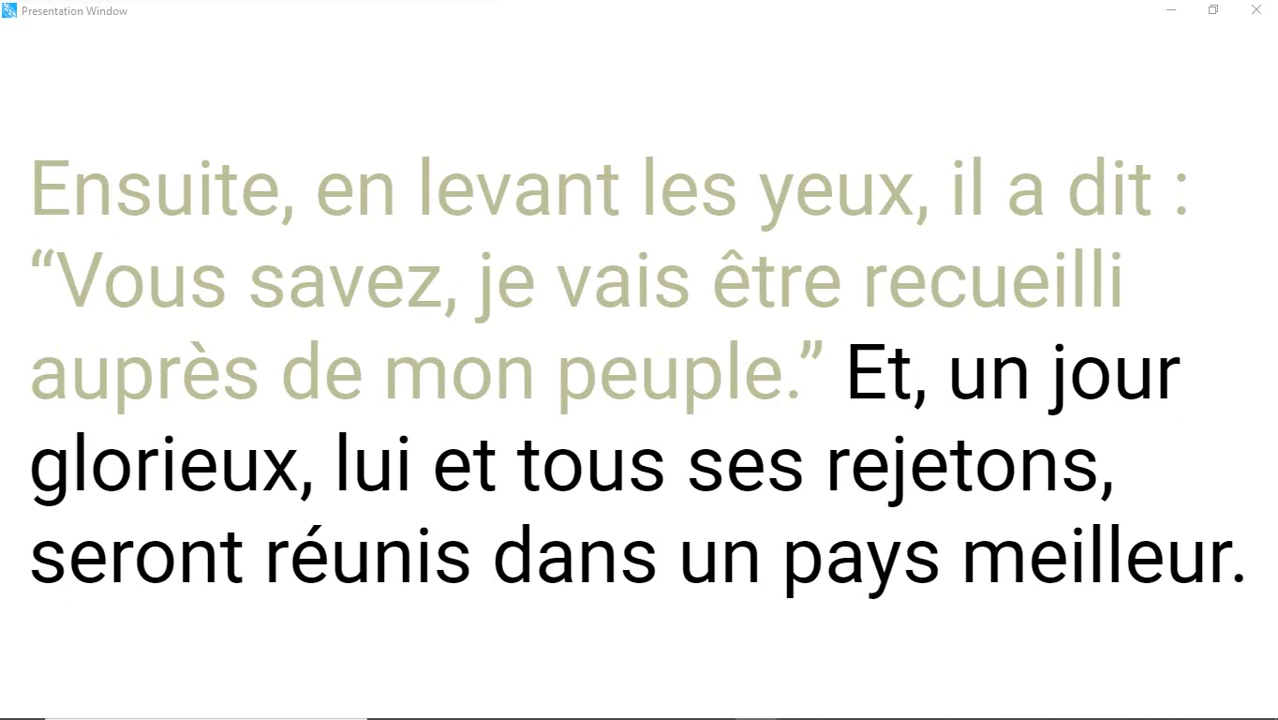 Presentation Window
Ensuite, en levant les yeux, il a dit :
“Vous savez, je vais être recueilli
auprès de mon peuple.” Et, un jour
glorieux, lui et tous ses rejetons,
seront réunis dans un pays meilleur.